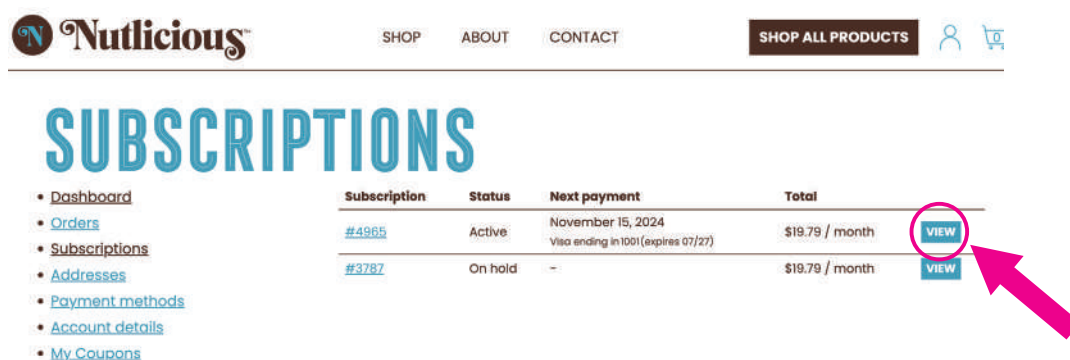 N Nutlicious™ SHOP ABOUT CONTACT SHOP ALL PRODUCTS 0
SUBSCRIPTIONS
• Dashboard
• Orders
• Subscriptions
• Addresses
• Payment methods
• Account details
• My Coupons
Subscription Status Next payment Total
#4965 Active November 15, 2024 $19.79 / month VIEW
Visa ending in 1001 (expires 07/27)
#3787 On hold - $19.79 / month VIEW